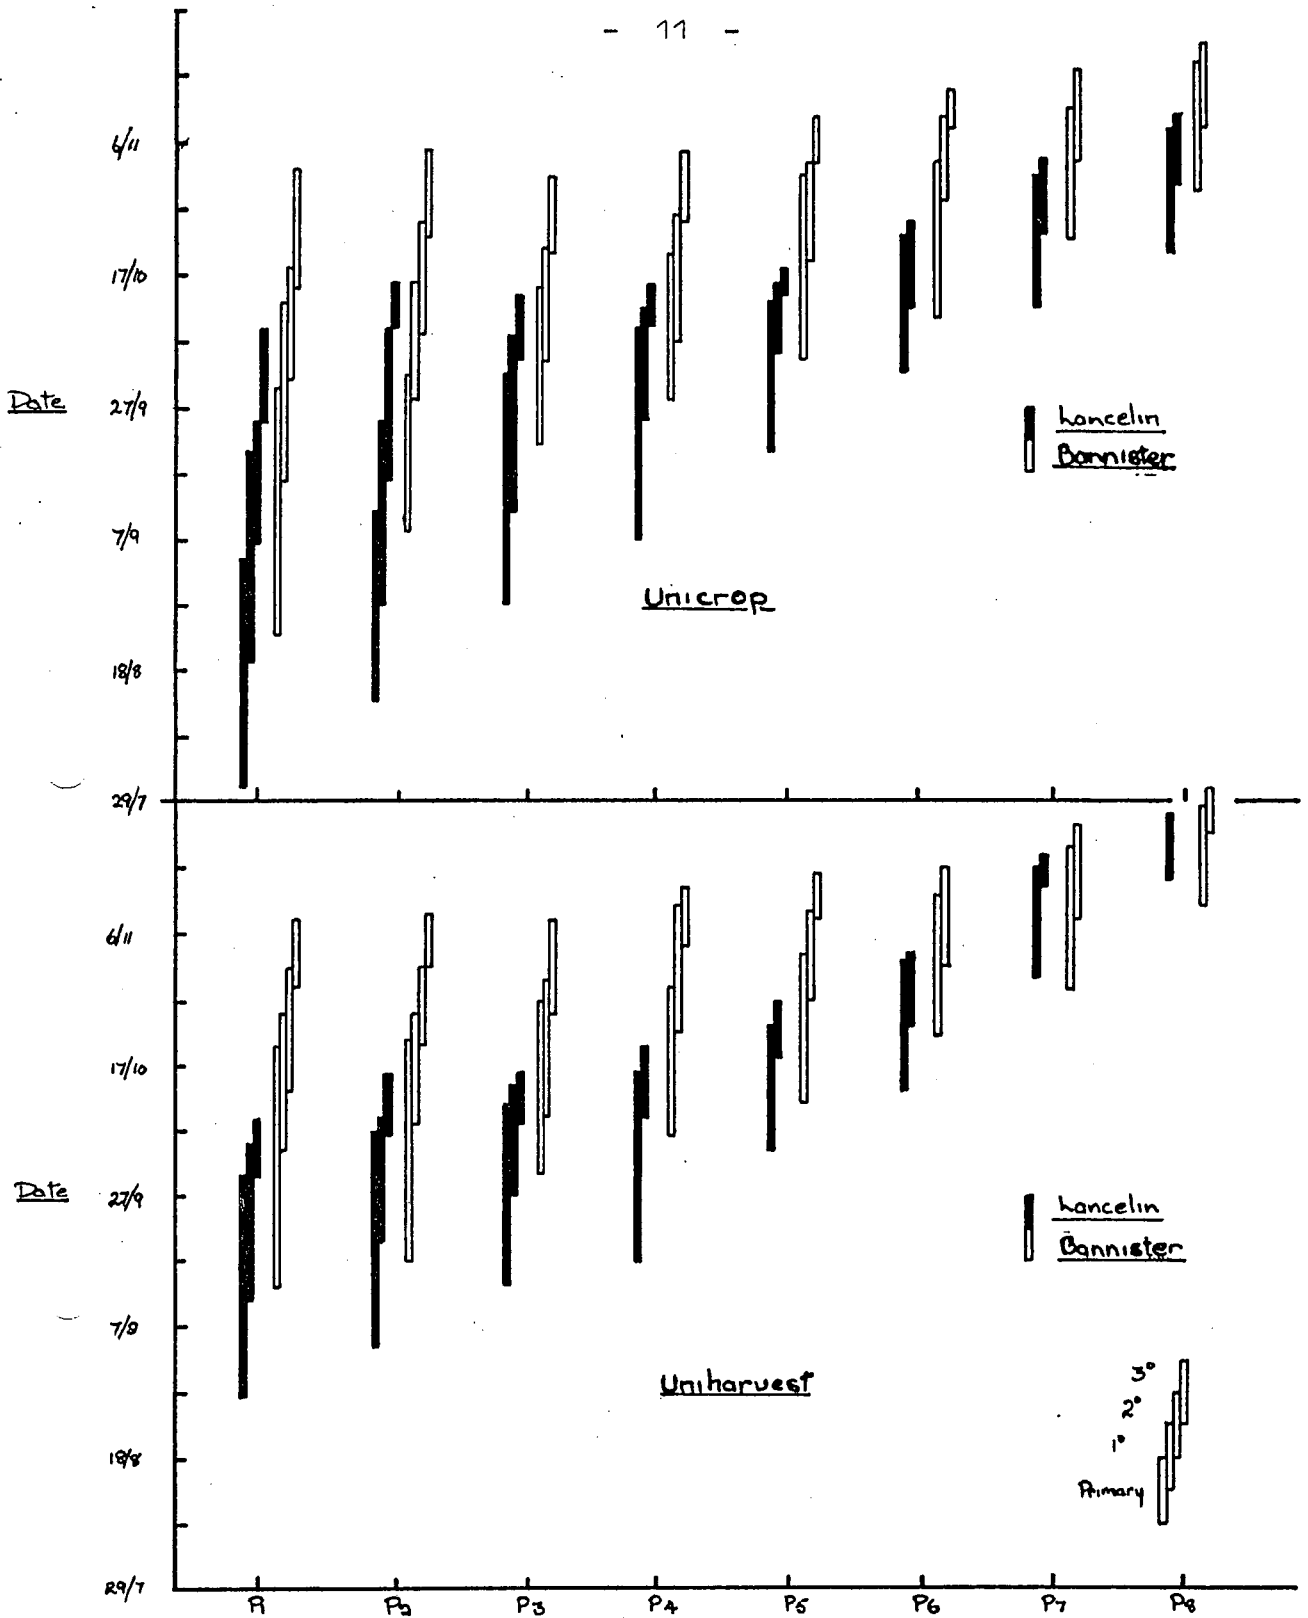 - 11 -
6/11
17/10
Date
27/9
Lancelin
Bannister
7/9
Unicrop
18/8
29/7
6/11
17/10
Date
27/9
Lancelin
Bannister
7/9
Uniharvest
3°
2°
18/8
1°
Primary
29/7
P1 P2 P3 P4 P5 P6 P7 P8